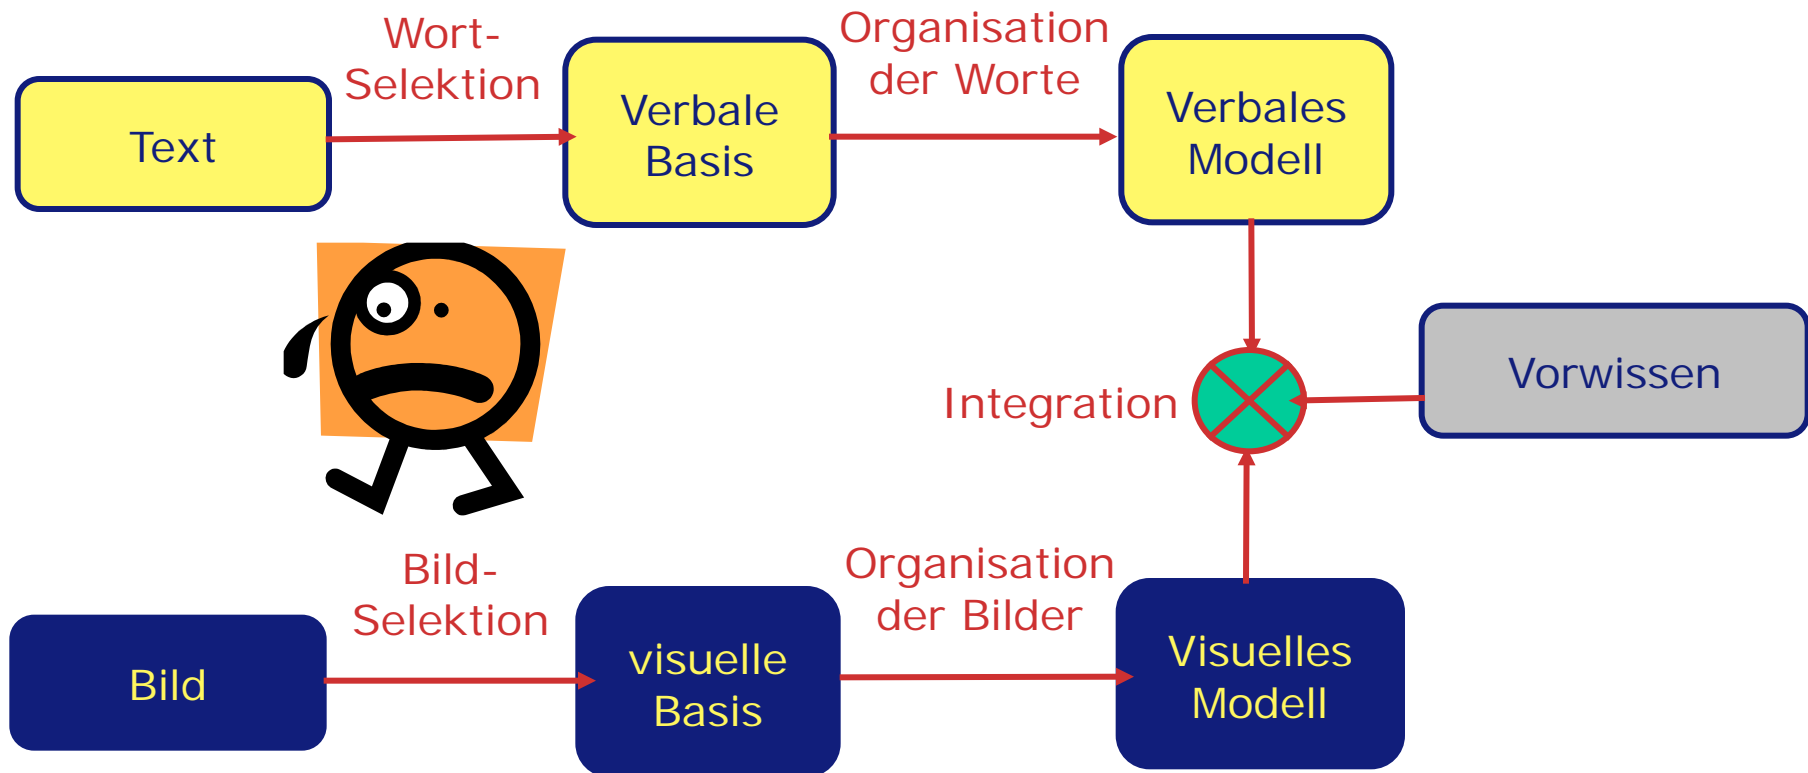 Wort-
Selektion
Organisation
der Worte
Text
Verbale
Basis
Verbales
Modell
Integration
Vorwissen
Bild-
Selektion
Organisation
der Bilder
Bild
visuelle
Basis
Visuelles
Modell